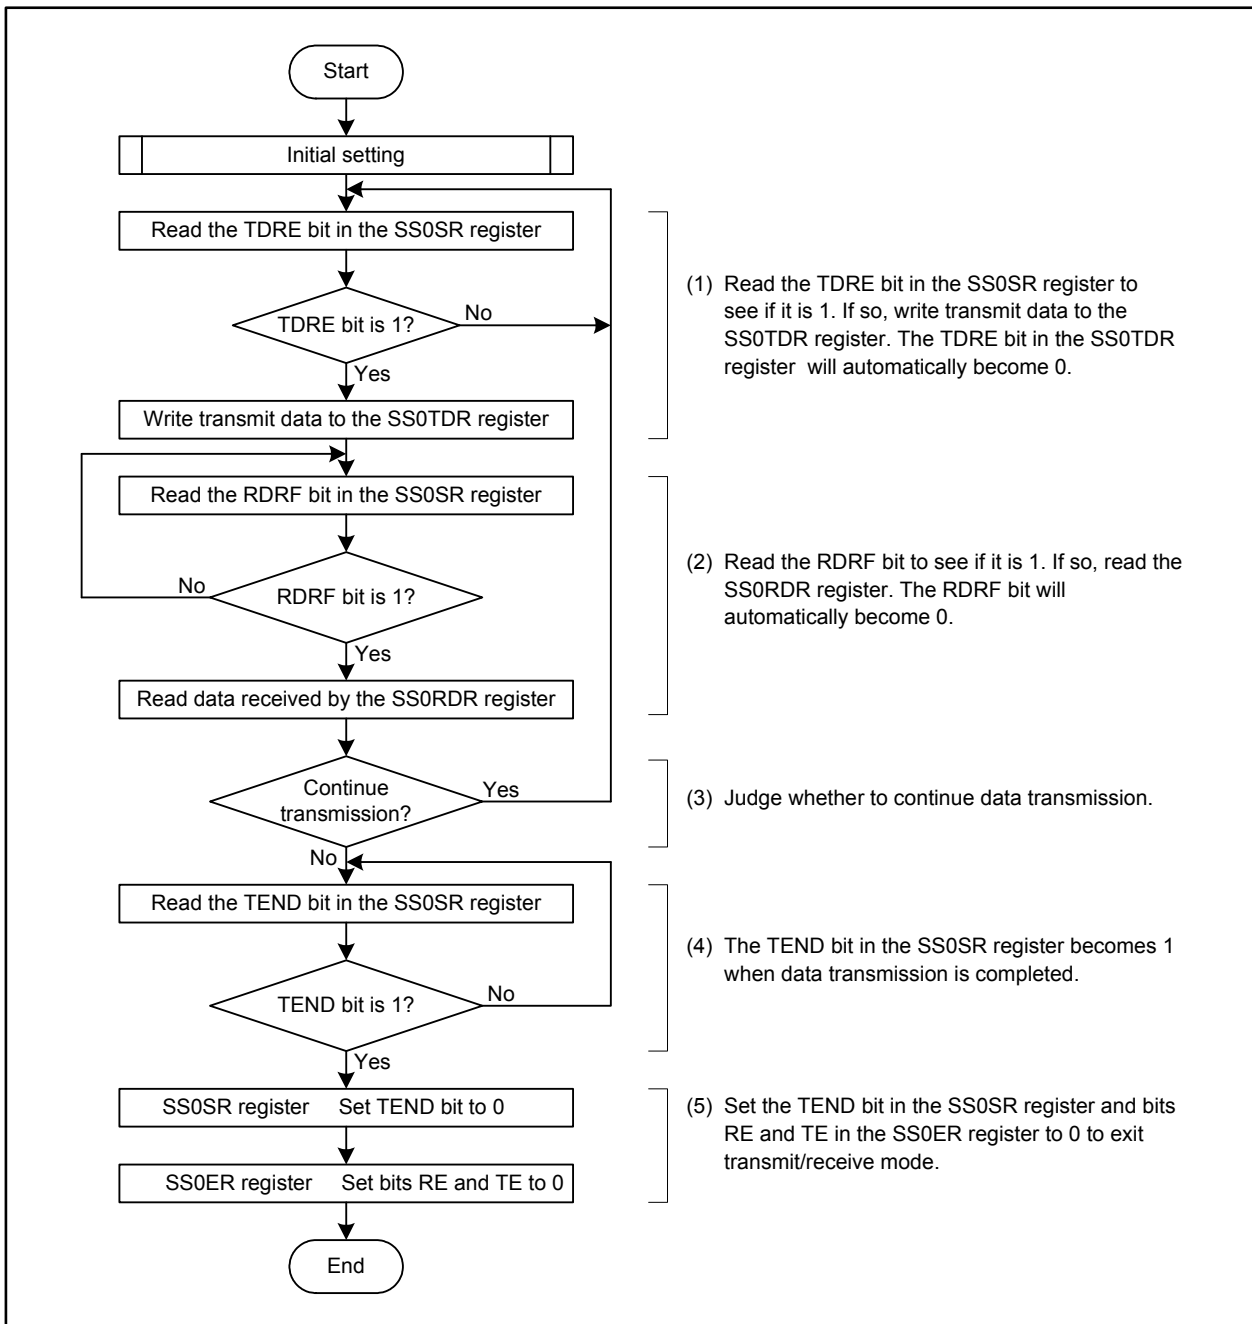 Start
Initial setting
Read the TDRE bit in the SS0SR register
TDRE bit is 1?
No
Yes
Write transmit data to the SS0TDR register
(1) Read the TDRE bit in the SS0SR register to
see if it is 1. If so, write transmit data to the
SS0TDR register. The TDRE bit in the SS0TDR
register will automatically become 0.
Read the RDRF bit in the SS0SR register
No
RDRF bit is 1?
Yes
Read data received by the SS0RDR register
(2) Read the RDRF bit to see if it is 1. If so, read the
SS0RDR register. The RDRF bit will
automatically become 0.
Continue
transmission?
Yes
No
(3) Judge whether to continue data transmission.
Read the TEND bit in the SS0SR register
TEND bit is 1?
No
Yes
(4) The TEND bit in the SS0SR register becomes 1
when data transmission is completed.
SS0SR register Set TEND bit to 0
SS0ER register Set bits RE and TE to 0
(5) Set the TEND bit in the SS0SR register and bits
RE and TE in the SS0ER register to 0 to exit
transmit/receive mode.
End